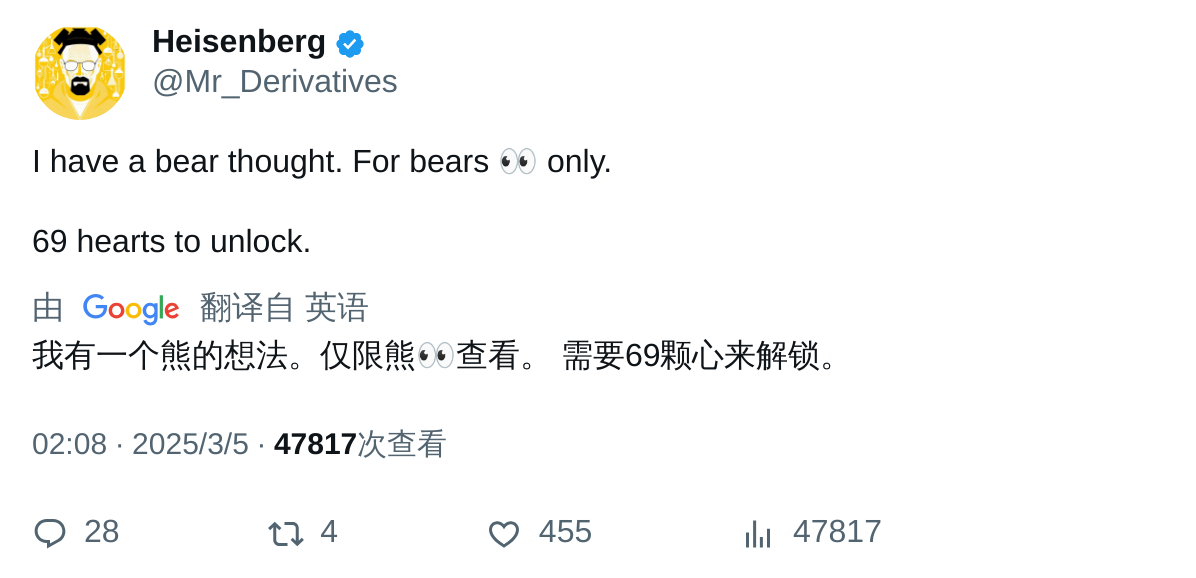 Heisenberg
@Mr_Derivatives
I have a bear thought. For bears 👀 only.
69 hearts to unlock.
由 Google 翻译自 英语
我有一个熊的想法。仅限熊👀查看。 需要69颗心来解锁。
02:08 · 2025/3/5 · 47817次查看
28 4 455 47817